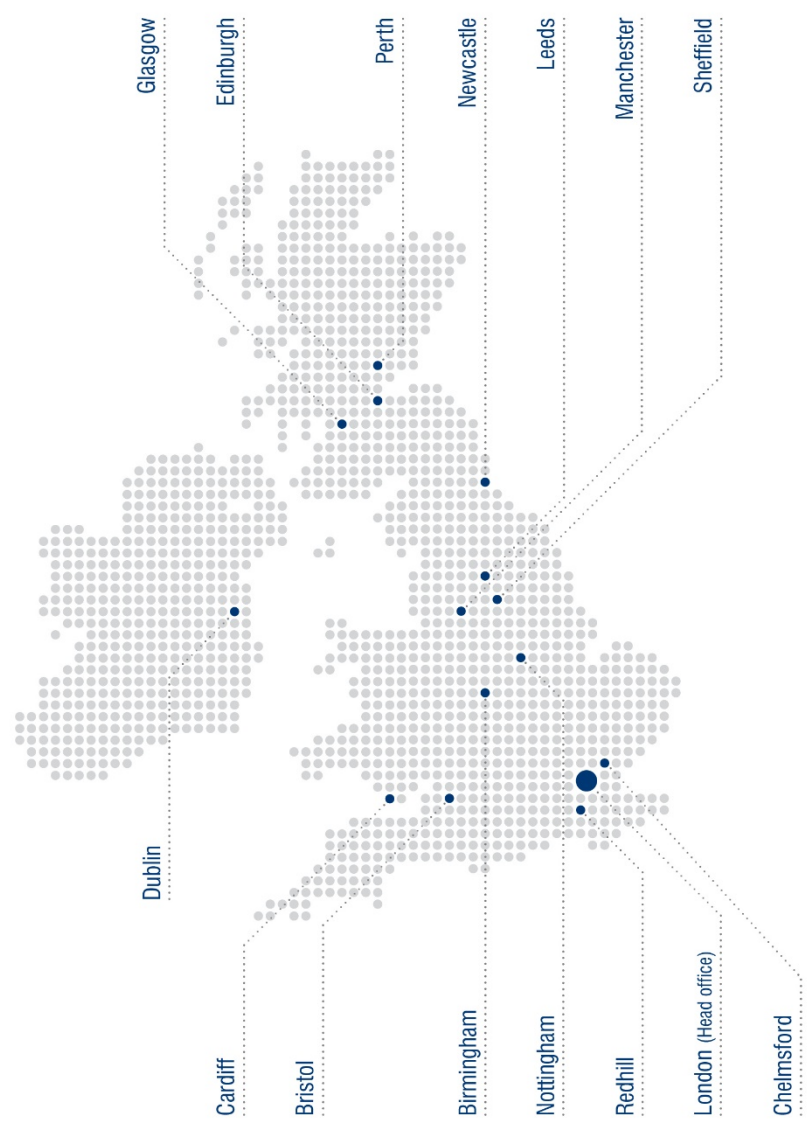 Glasgow
Edinburgh
Perth
Newcastle
Leeds
Manchester
Sheffield
Dublin
Cardiff
Bristol
Birmingham
Nottingham
Redhill
London (Head office)
Chelmsford